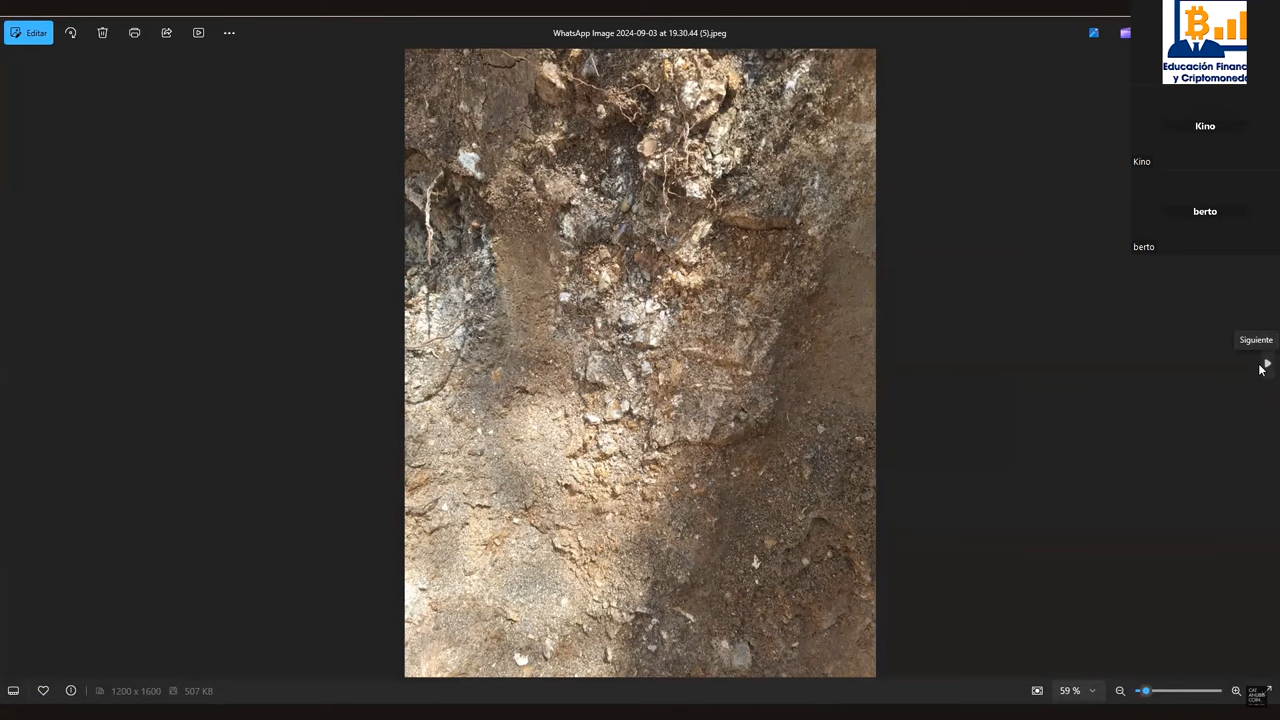 Editar
WhatsApp Image 2024-09-03 at 19.30.44 (5).jpeg
Educación Financ
y Criptomoneda
Kino
Kino
berto
berto
Siguiente
1200 x 1600
507 KB
59 %